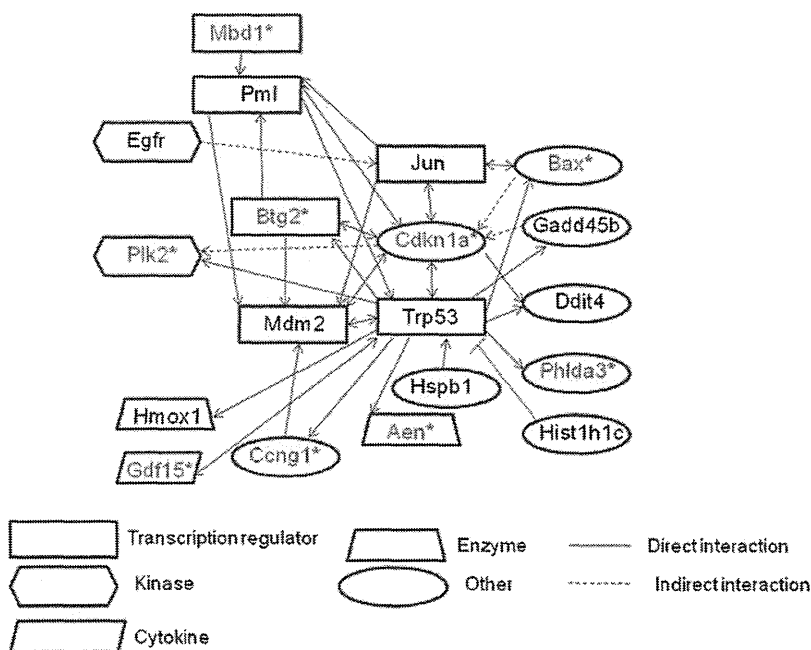 Mbd1*
Pml
Egfr
Jun
Bax*
Btg2*
Cdkn1a*
Gadd45b
Plk2*
Mdm2
Trp53
Ddit4
Phlda3*
Hspb1
Hmox1
Aen*
Hist1h1c
Gdf15*
Ccng1*
Transcription regulator
Enzyme
Direct interaction
Kinase
Other
Indirect interaction
Cytokine